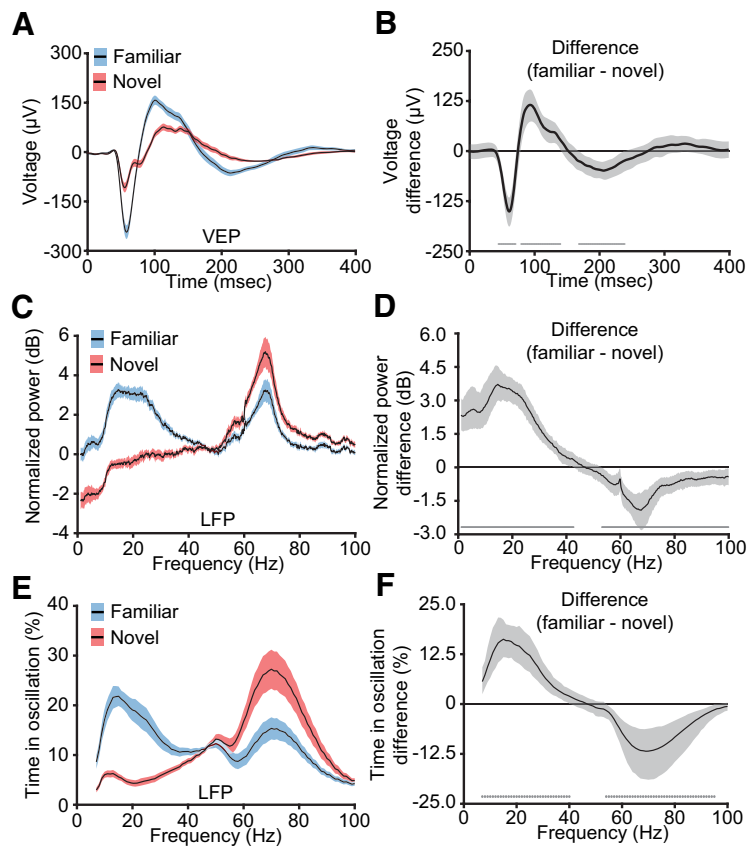 A
300
150
0
-150
-300
Voltage (µV)
Familiar
Novel
VEP
0 100 200 300 400
Time (msec)
B
Difference
(familiar - novel)
250
125
0
-125
-250
Voltage
difference (µV)
0 100 200 300 400
Time (msec)
C
6
4
2
0
-2
-4
Normalized power (dB)
Familiar
Novel
LFP
0 20 40 60 80 100
Frequency (Hz)
D
Difference
(familiar - novel)
6.0
4.5
3.0
1.5
0
-1.5
-3.0
Normalized power
difference (dB)
0 20 40 60 80 100
Frequency (Hz)
E
40
30
20
10
0
Time in oscillation (%)
Familiar
Novel
LFP
0 20 40 60 80 100
Frequency (Hz)
F
Difference
(familiar - novel)
25.0
12.5
0
-12.5
-25.0
Time in oscillation
difference (%)
0 20 40 60 80 100
Frequency (Hz)